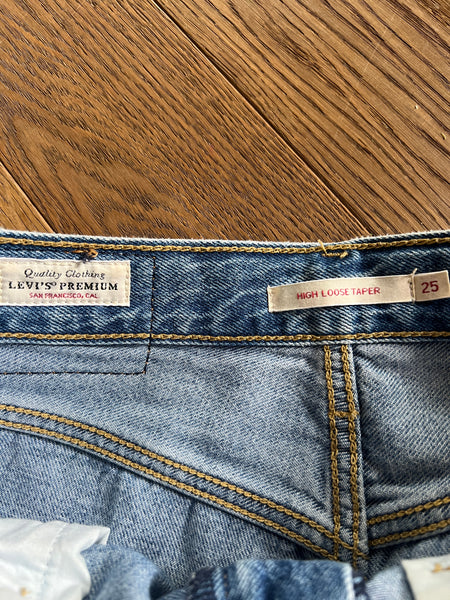 Quality Clothing
LEVI'S® PREMIUM
SAN FRANCISCO, CAL
HIGH LOOSE TAPER
25